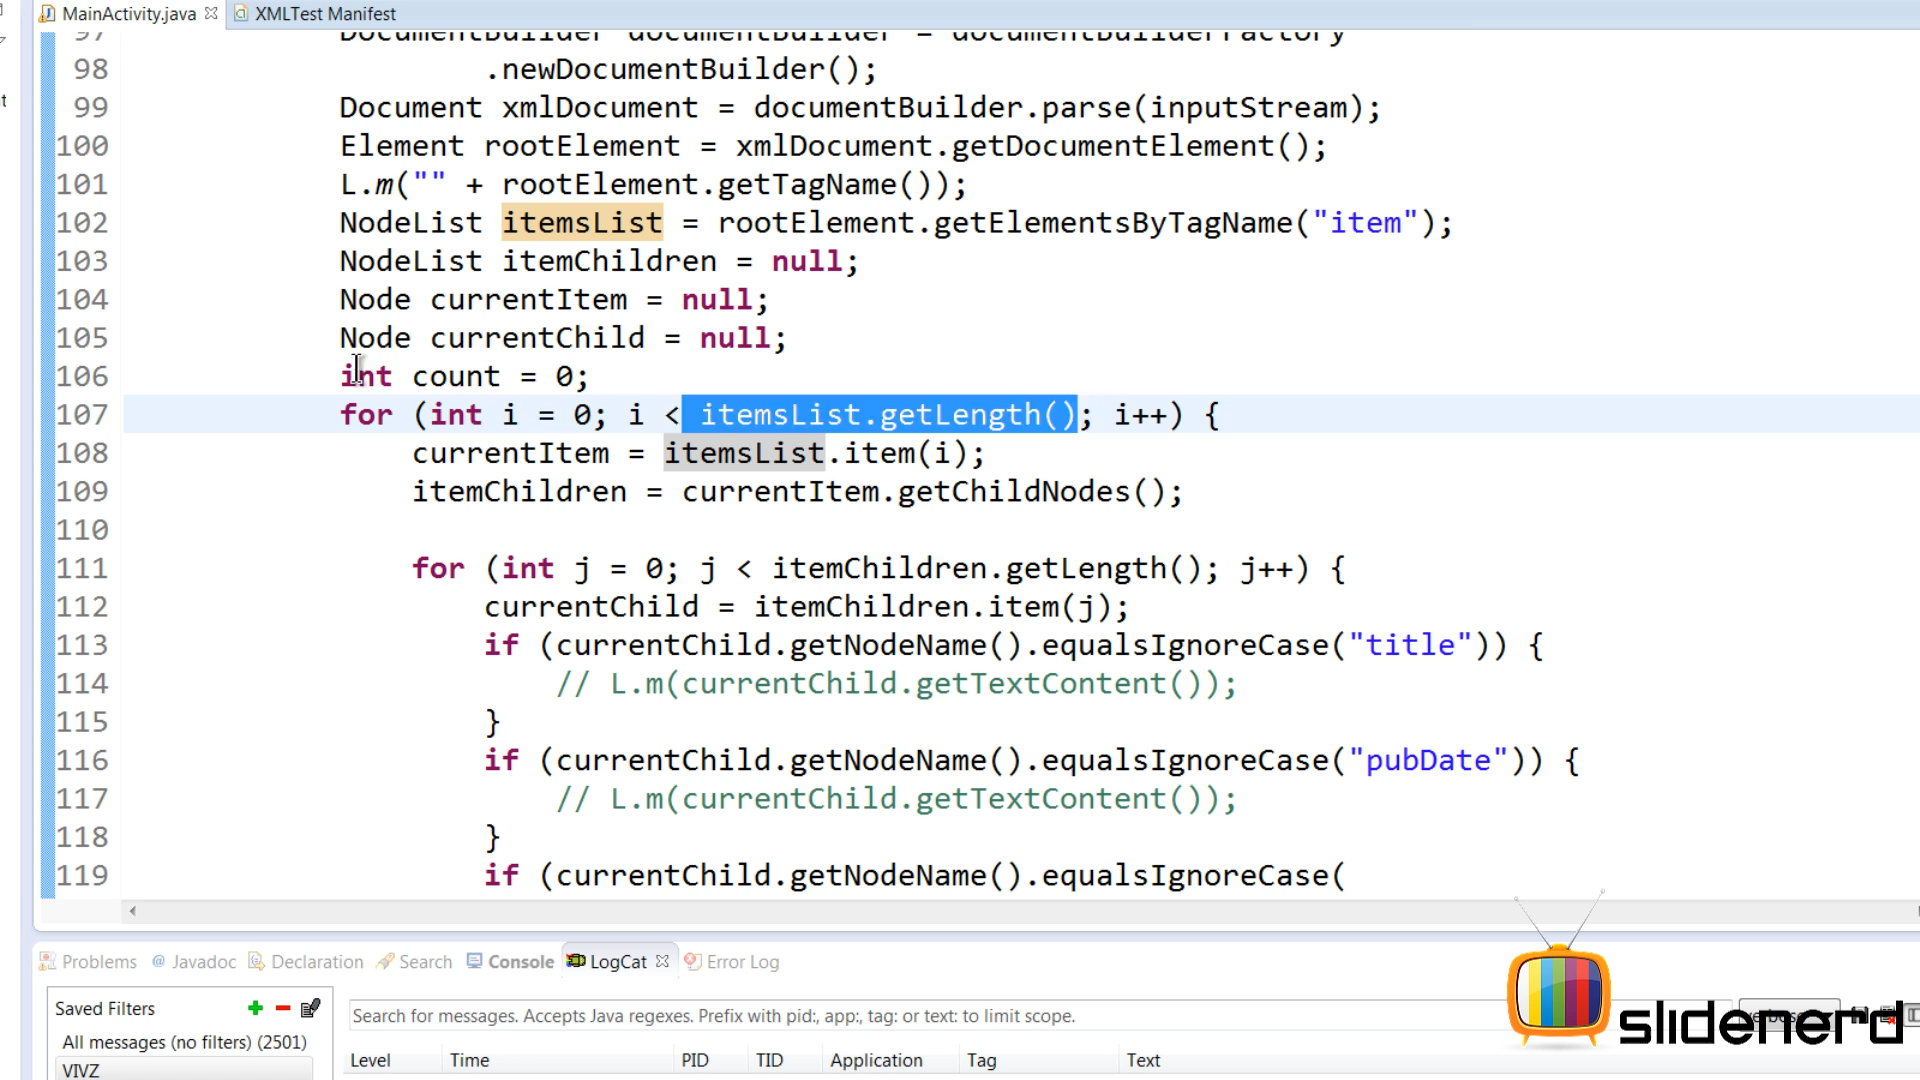 MainActivity.java XMLTest Manifest
97 DocumentBuilder documentBuilder = documentBuilderFactory
98 .newDocumentBuilder();
99 Document xmlDocument = documentBuilder.parse(inputStream);
100 Element rootElement = xmlDocument.getDocumentElement();
101 L.m("" + rootElement.getTagName());
102 NodeList itemsList = rootElement.getElementsByTagName("item");
103 NodeList itemChildren = null;
104 Node currentItem = null;
105 Node currentChild = null;
106 int count = 0;
107 for (int i = 0; i < itemsList.getLength(); i++) {
108 currentItem = itemsList.item(i);
109 itemChildren = currentItem.getChildNodes();
110
111 for (int j = 0; j < itemChildren.getLength(); j++) {
112 currentChild = itemChildren.item(j);
113 if (currentChild.getNodeName().equalsIgnoreCase("title")) {
114 // L.m(currentChild.getTextContent());
115 }
116 if (currentChild.getNodeName().equalsIgnoreCase("pubDate")) {
117 // L.m(currentChild.getTextContent());
118 }
119 if (currentChild.getNodeName().equalsIgnoreCase(
Problems @ Javadoc Declaration Search Console LogCat Error Log
Saved Filters
Search for messages. Accepts Java regexes. Prefix with pid:, app:, tag: or text: to limit scope.
All messages (no filters) (2501)
VIVZ
Level Time PID TID Application Tag Text
slidenerd